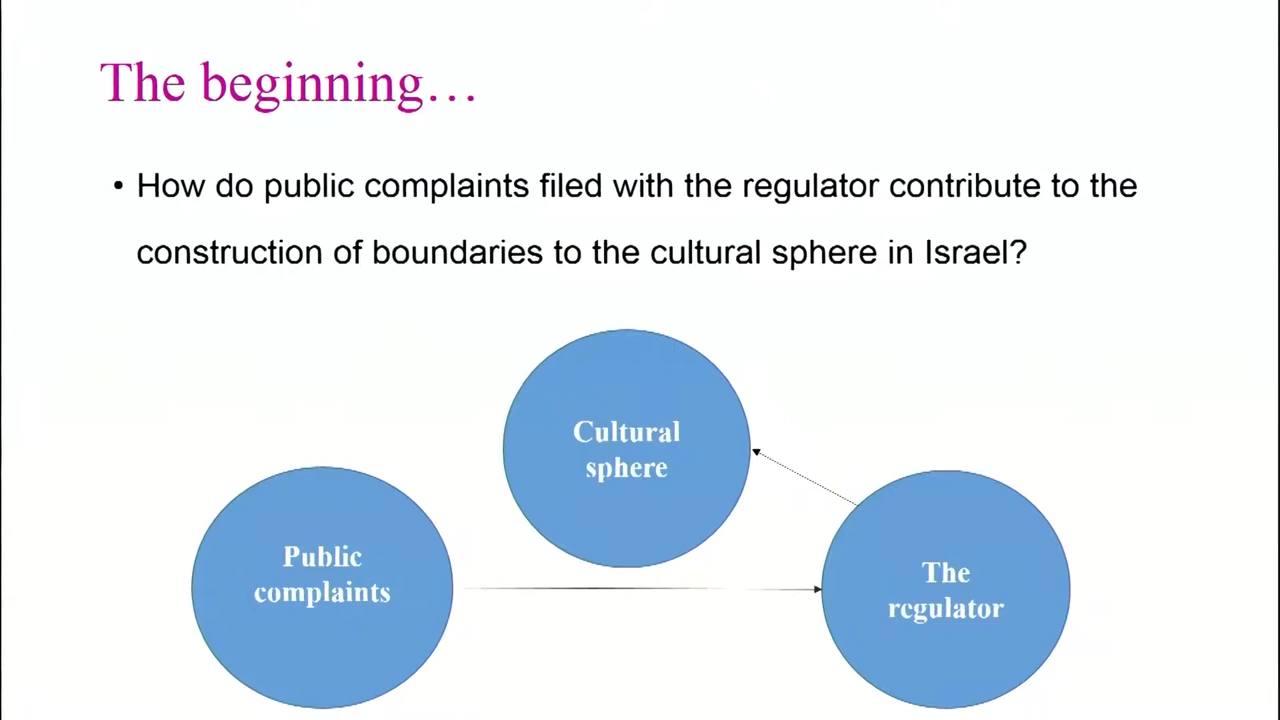 The beginning…
• How do public complaints filed with the regulator contribute to the
construction of boundaries to the cultural sphere in Israel?
Cultural
sphere
Public
complaints
The
regulator